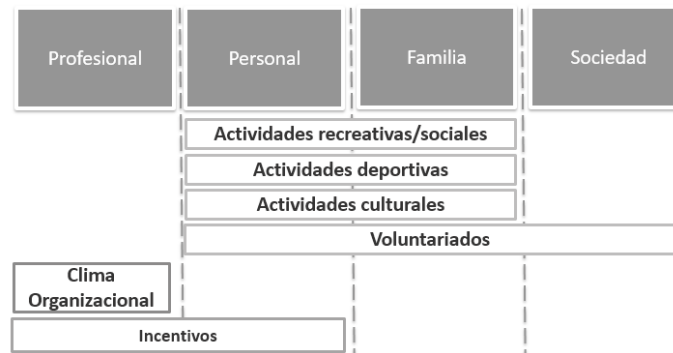 Profesional
Personal
Familia
Sociedad
Actividades recreativas/sociales
Actividades deportivas
Actividades culturales
Voluntariados
Clima
Organizacional
Incentivos